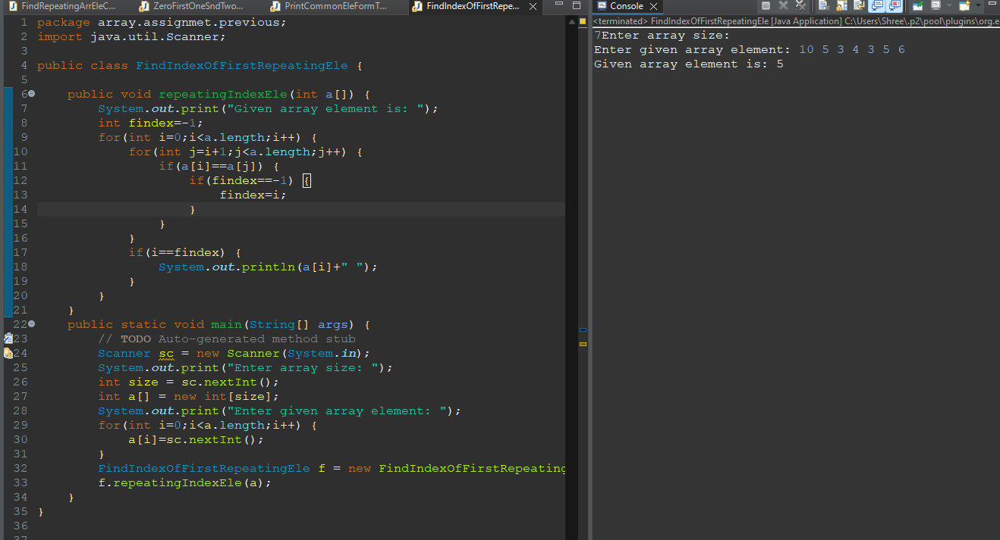 FindRepeatingArrEleC... ZeroFirstOneSndTwo... PrintCommonEleFormT... FindIndexOfFirstRepe...
1 package array.assignmet.previous;
2 import java.util.Scanner;
3
4 public class FindIndexOfFirstRepeatingEle {
5
6 public void repeatingIndexEle(int a[]) {
7 System.out.print("Given array element is: ");
8 int findex=-1;
9 for(int i=0;i<a.length;i++) {
10 for(int j=i+1;j<a.length;j++) {
11 if(a[i]==a[j]) {
12 if(findex==-1) {
13 findex=i;
14 }
15 }
16 }
17 if(i==findex) {
18 System.out.println(a[i]+" ");
19 }
20 }
21 }
22 public static void main(String[] args) {
23 // TODO Auto-generated method stub
24 Scanner sc = new Scanner(System.in);
25 System.out.print("Enter array size: ");
26 int size = sc.nextInt();
27 int a[] = new int[size];
28 System.out.print("Enter given array element: ");
29 for(int i=0;i<a.length;i++) {
30 a[i]=sc.nextInt();
31 }
32 FindIndexOfFirstRepeatingEle f = new FindIndexOfFirstRepeating
33 f.repeatingIndexEle(a);
34 }
35 }
36
37
Console
<terminated> FindIndexOfFirstRepeatingEle [Java Application] C:\Users\Shree\.p2\pool\plugins\org.e
7Enter array size:
Enter given array element: 10 5 3 4 3 5 6
Given array element is: 5